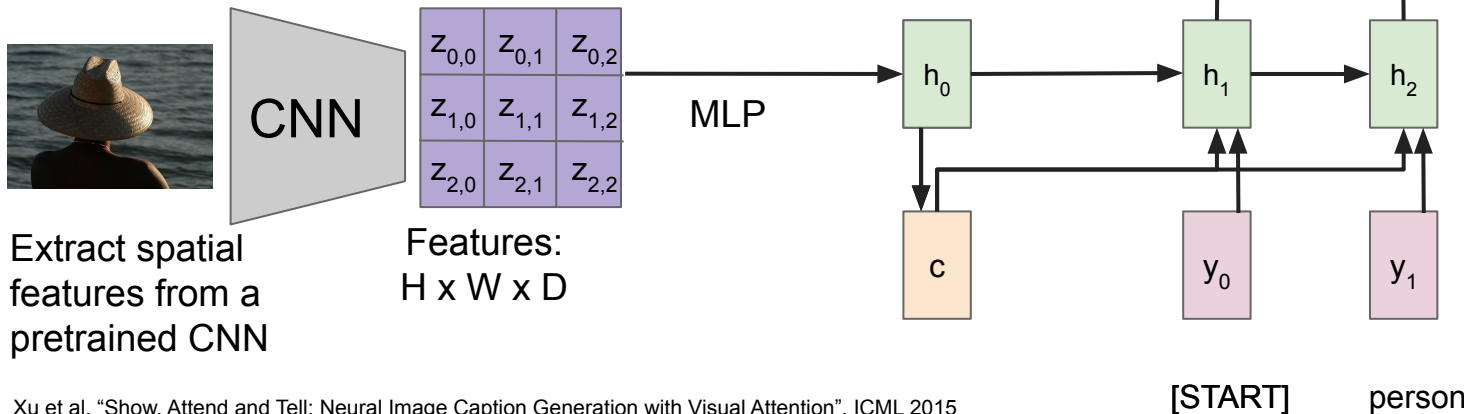 CNN
z0,0 z0,1 z0,2
z1,0 z1,1 z1,2
z2,0 z2,1 z2,2
MLP
h0
h1
h2
c
y0
y1
Extract spatial
features from a
pretrained CNN
Features:
H x W x D
[START]
person
Xu et al, “Show, Attend and Tell: Neural Image Caption Generation with Visual Attention”, ICML 2015